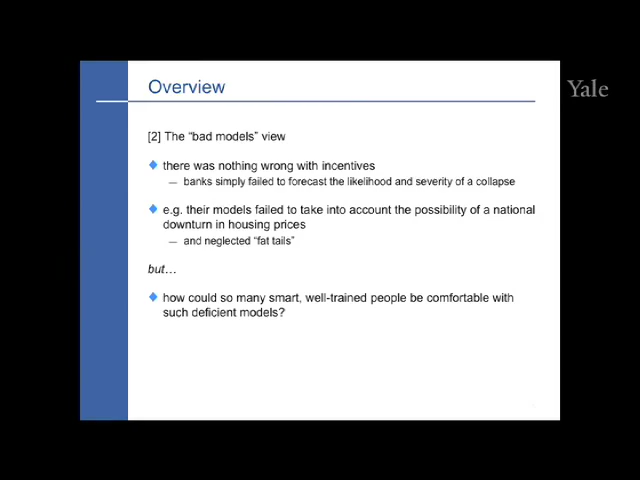 Overview
Yale
[2] The “bad models” view
there was nothing wrong with incentives
— banks simply failed to forecast the likelihood and severity of a collapse
e.g. their models failed to take into account the possibility of a national
downturn in housing prices
— and neglected “fat tails”
but…
how could so many smart, well-trained people be comfortable with
such deficient models?